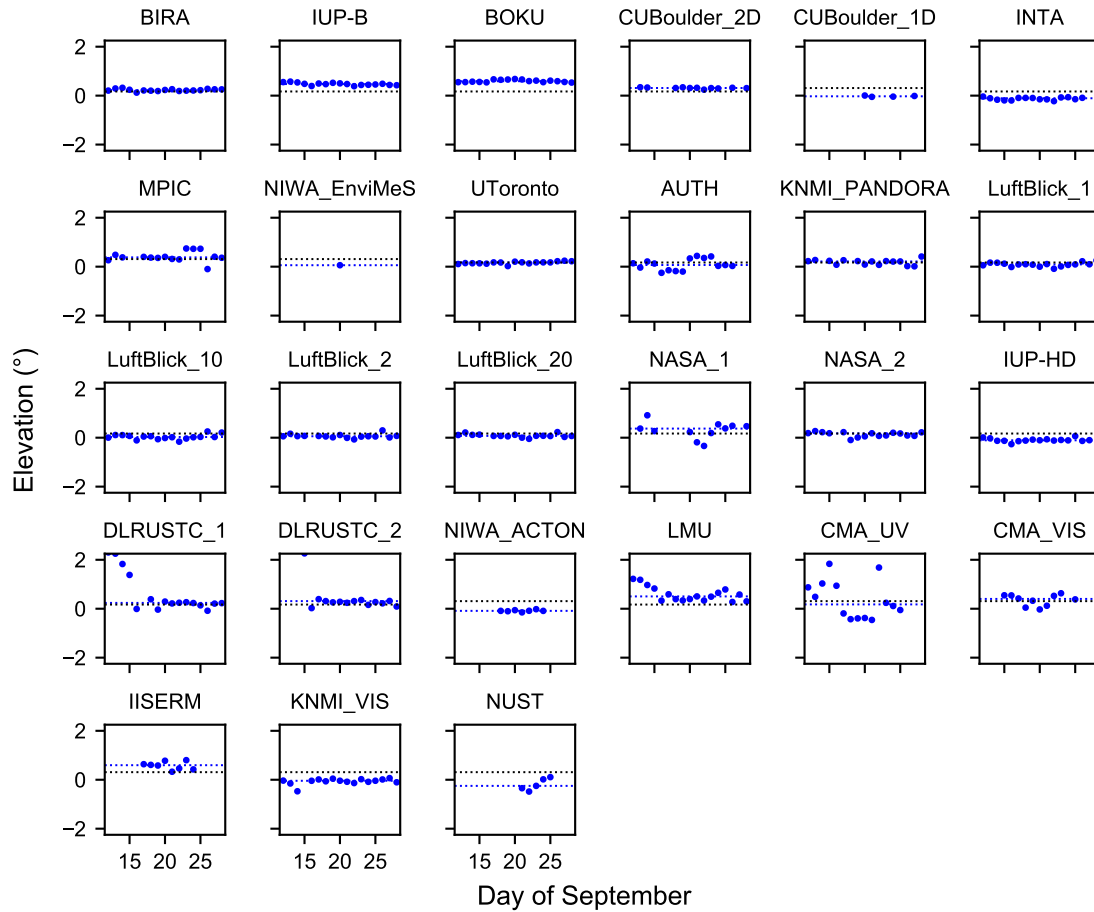 BIRA IUP-B BOKU CUBoulder_2D CUBoulder_1D INTA
2
0
−2
MPIC NIWA_EnviMeS UToronto AUTH KNMI_PANDORA LuftBlick_1
2
0
−2
LuftBlick_10 LuftBlick_2 LuftBlick_20 NASA_1 NASA_2 IUP-HD
2
0
−2
Elevation (°)
DLRUSTC_1 DLRUSTC_2 NIWA_ACTON LMU CMA_UV CMA_VIS
2
0
−2
IISERM KNMI_VIS NUST
2
0
−2
15 20 25 15 20 25 15 20 25
Day of September